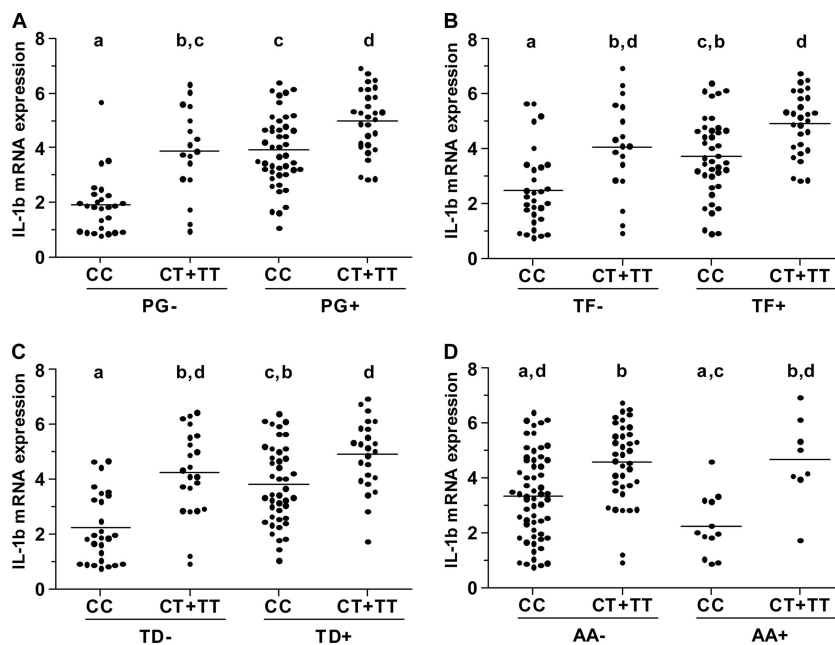 A
B
IL-1b mRNA expression
8
6
4
2
0
a
b,c
c
d
CC
CT+TT
CC
CT+TT
PG-
PG+
IL-1b mRNA expression
8
6
4
2
0
a
b,d
c,b
d
CC
CT+TT
CC
CT+TT
TF-
TF+
C
D
IL-1b mRNA expression
8
6
4
2
0
a
b,d
c,b
d
CC
CT+TT
CC
CT+TT
TD-
TD+
IL-1b mRNA expression
8
6
4
2
0
a,d
b
a,c
b,d
CC
CT+TT
CC
CT+TT
AA-
AA+